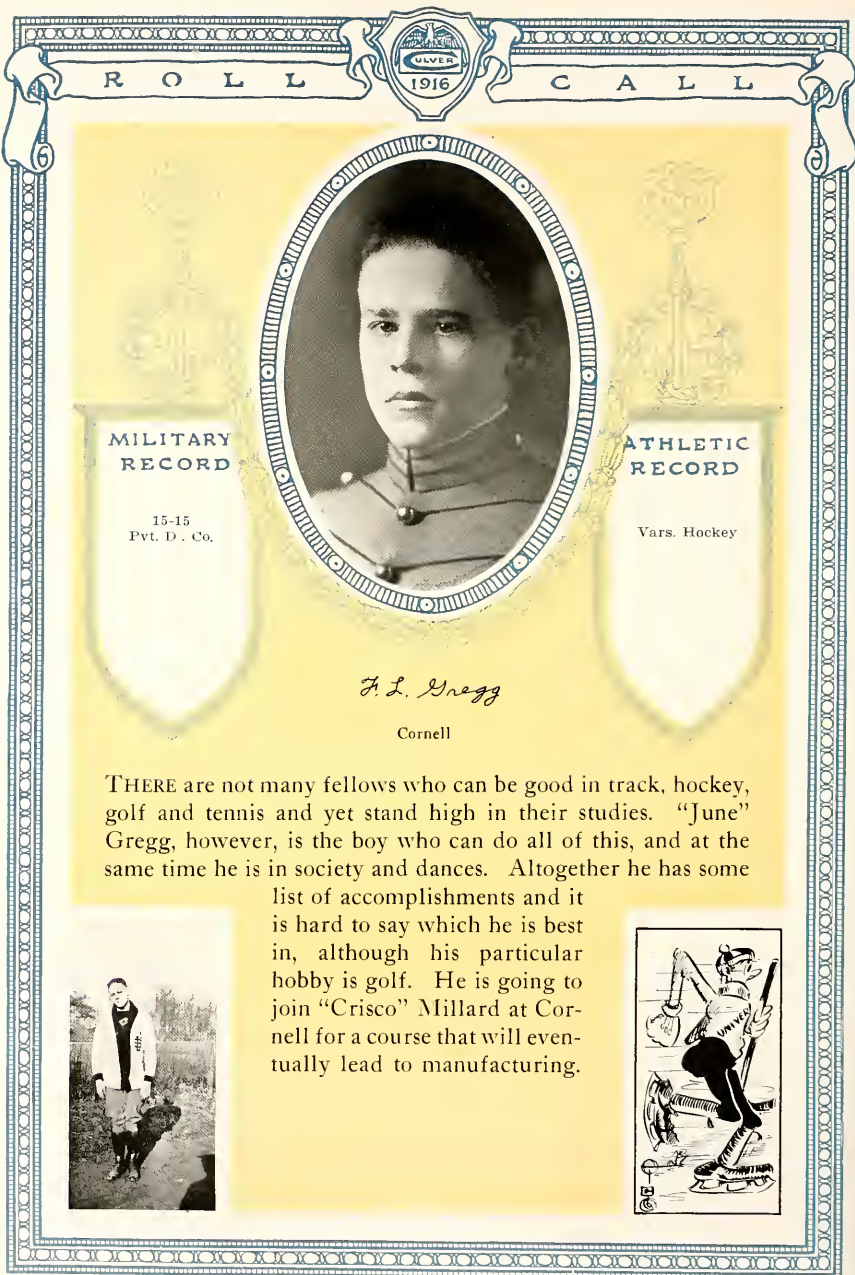 ROLL CALL
CULVER
1916
MILITARY
RECORD
15-15
Pvt. D. Co.
ATHLETIC
RECORD
Vars. Hockey
F. L. Gregg
Cornell
THERE are not many fellows who can be good in track, hockey,
golf and tennis and yet stand high in their studies. “June”
Gregg, however, is the boy who can do all of this, and at the
same time he is in society and dances. Altogether he has some
list of accomplishments and it
is hard to say which he is best
in, although his particular
hobby is golf. He is going to
join “Crisco” Millard at Cor-
nell for a course that will even-
tually lead to manufacturing.
UNIVER